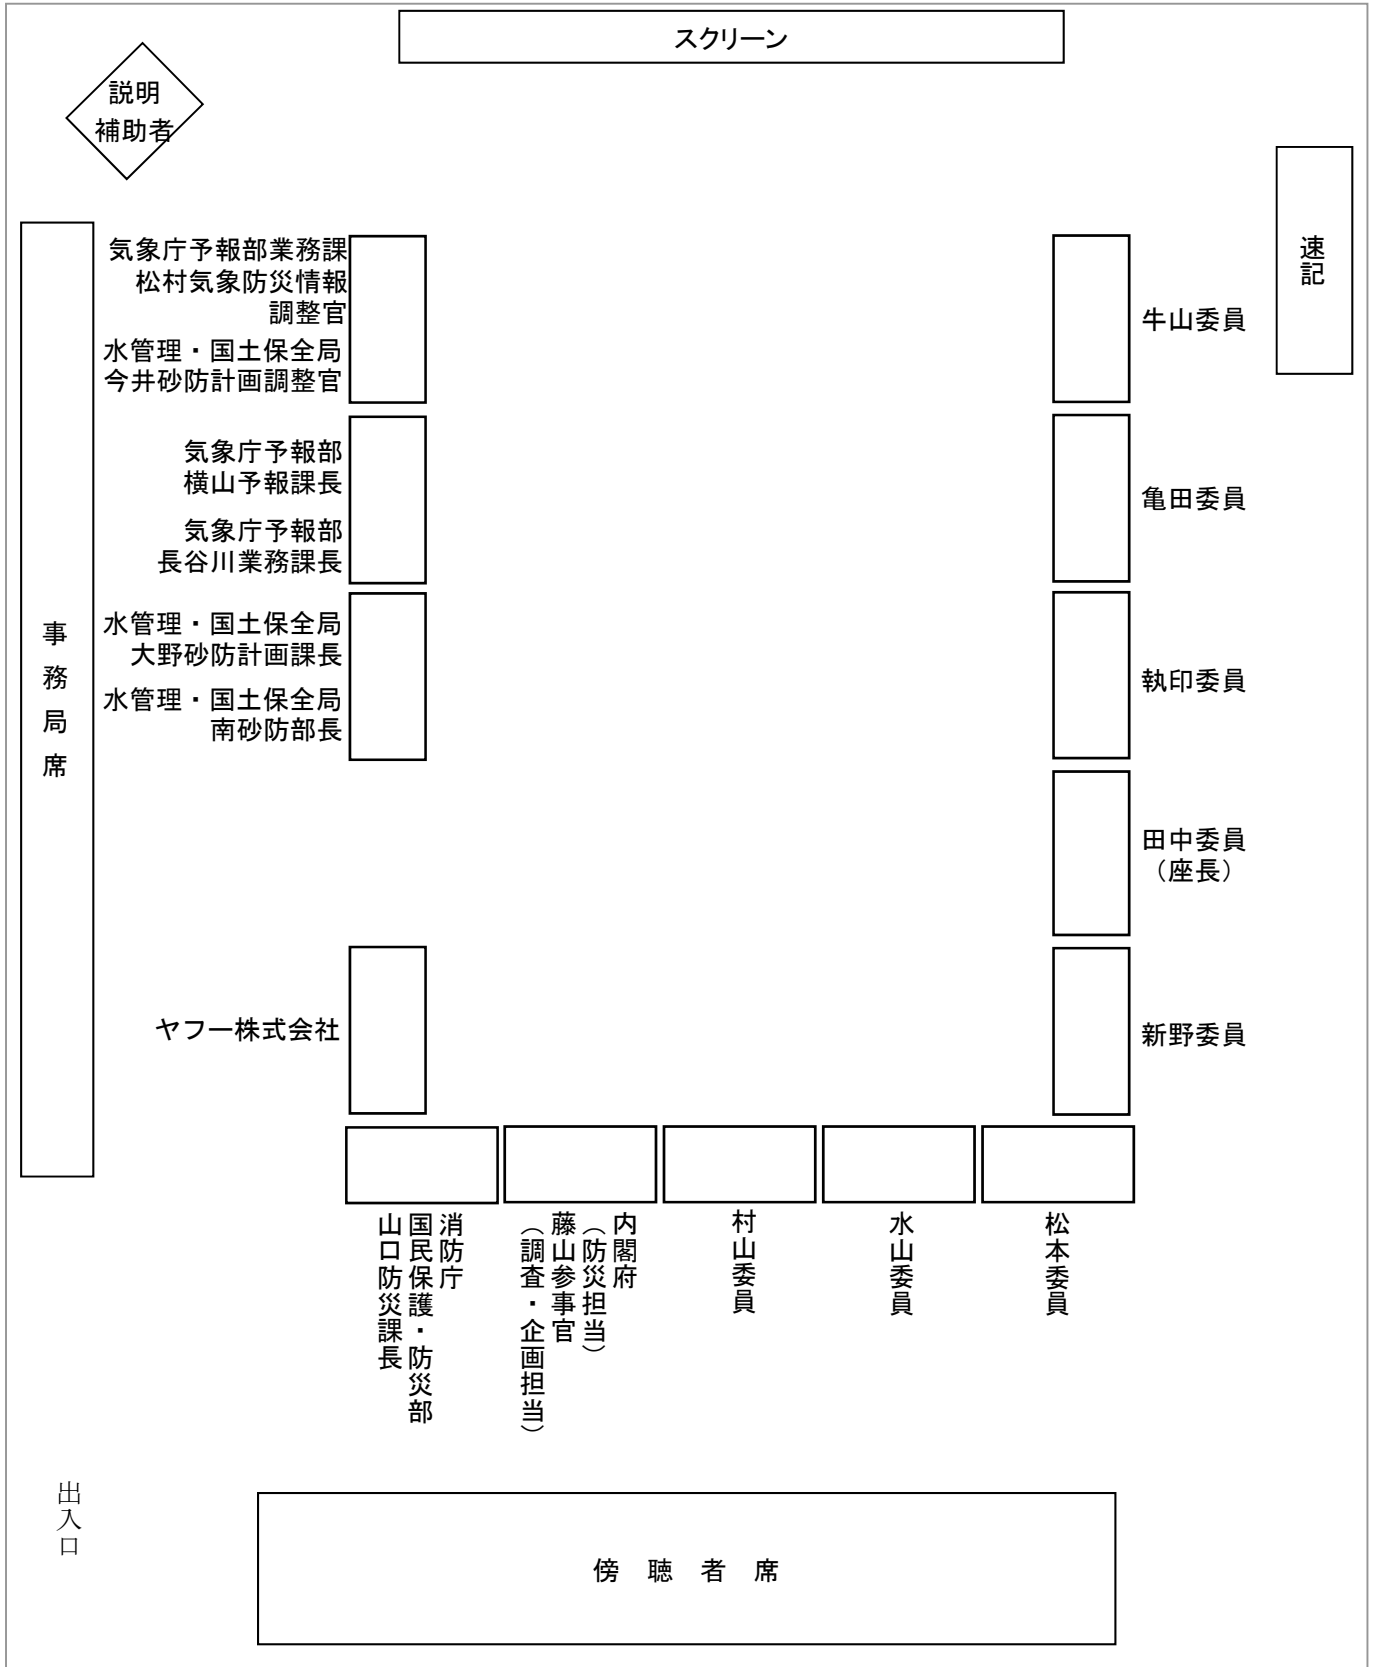 スクリーン
説明
補助者
速記
気象庁予報部業務課
松村気象防災情報
調整官
水管理・国土保全局
今井砂防計画調整官
気象庁予報部
横山予報課長
気象庁予報部
長谷川業務課長
水管理・国土保全局
大野砂防計画課長
水管理・国土保全局
南砂防部長
ヤフー株式会社
事務局席
牛山委員
亀田委員
執印委員
田中委員
（座長）
新野委員
消防庁
国民保護・防災部
山口防災課長
内閣府
（防災担当）
藤山参事官
（調査・企画担当）
村山委員
水山委員
松本委員
出入口
傍聴者席